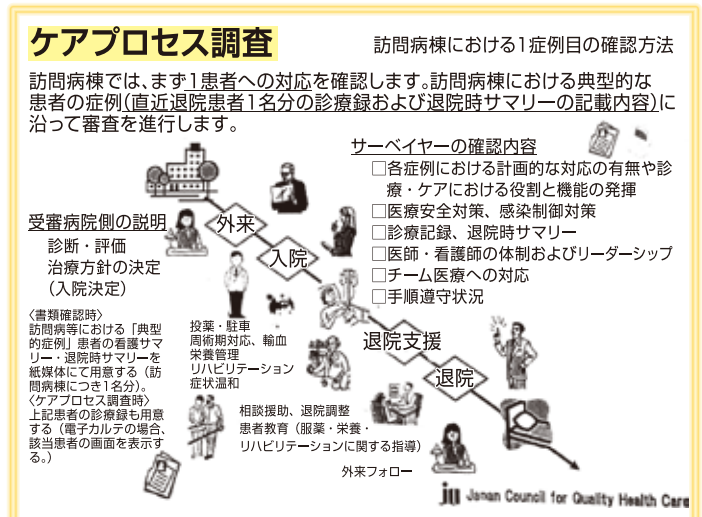 ケアプロセス調査
訪問病棟における1症例目の確認方法
訪問病棟では、まず1患者への対応を確認します。訪問病棟における典型的な
患者の症例(直近退院患者1名分の診療録および退院時サマリーの記載内容)に
沿って審査を進行します。
サーベイヤーの確認内容
□各症例における計画的な対応の有無や診
療・ケアにおける役割と機能の発揮
□医療安全対策、感染制御対策
□診療記録、退院時サマリー
□医師・看護師の体制およびリーダーシップ
□チーム医療への対応
□手順遵守状況
受審病院側の説明
診断・評価
治療方針の決定
(入院決定)
外来
入院
退院支援
退院
〈書類確認時〉
訪問病等における「典型
的症例」患者の看護サマ
リー・退院時サマリーを
紙媒体にて用意する(訪
問病棟につき1名分)。
〈ケアプロセス調査時〉
上記患者の診療録も用意
する(電子カルテの場合、
該当患者の画面を表示す
る。)
投薬・駐車
周術期対応、輸血
栄養管理
リハビリテーション
症状温和
相談援助、退院調整
患者教育(服薬・栄養・
リハビリテーションに関する指導)
外来フォロー
Japan Council for Quality Health Care